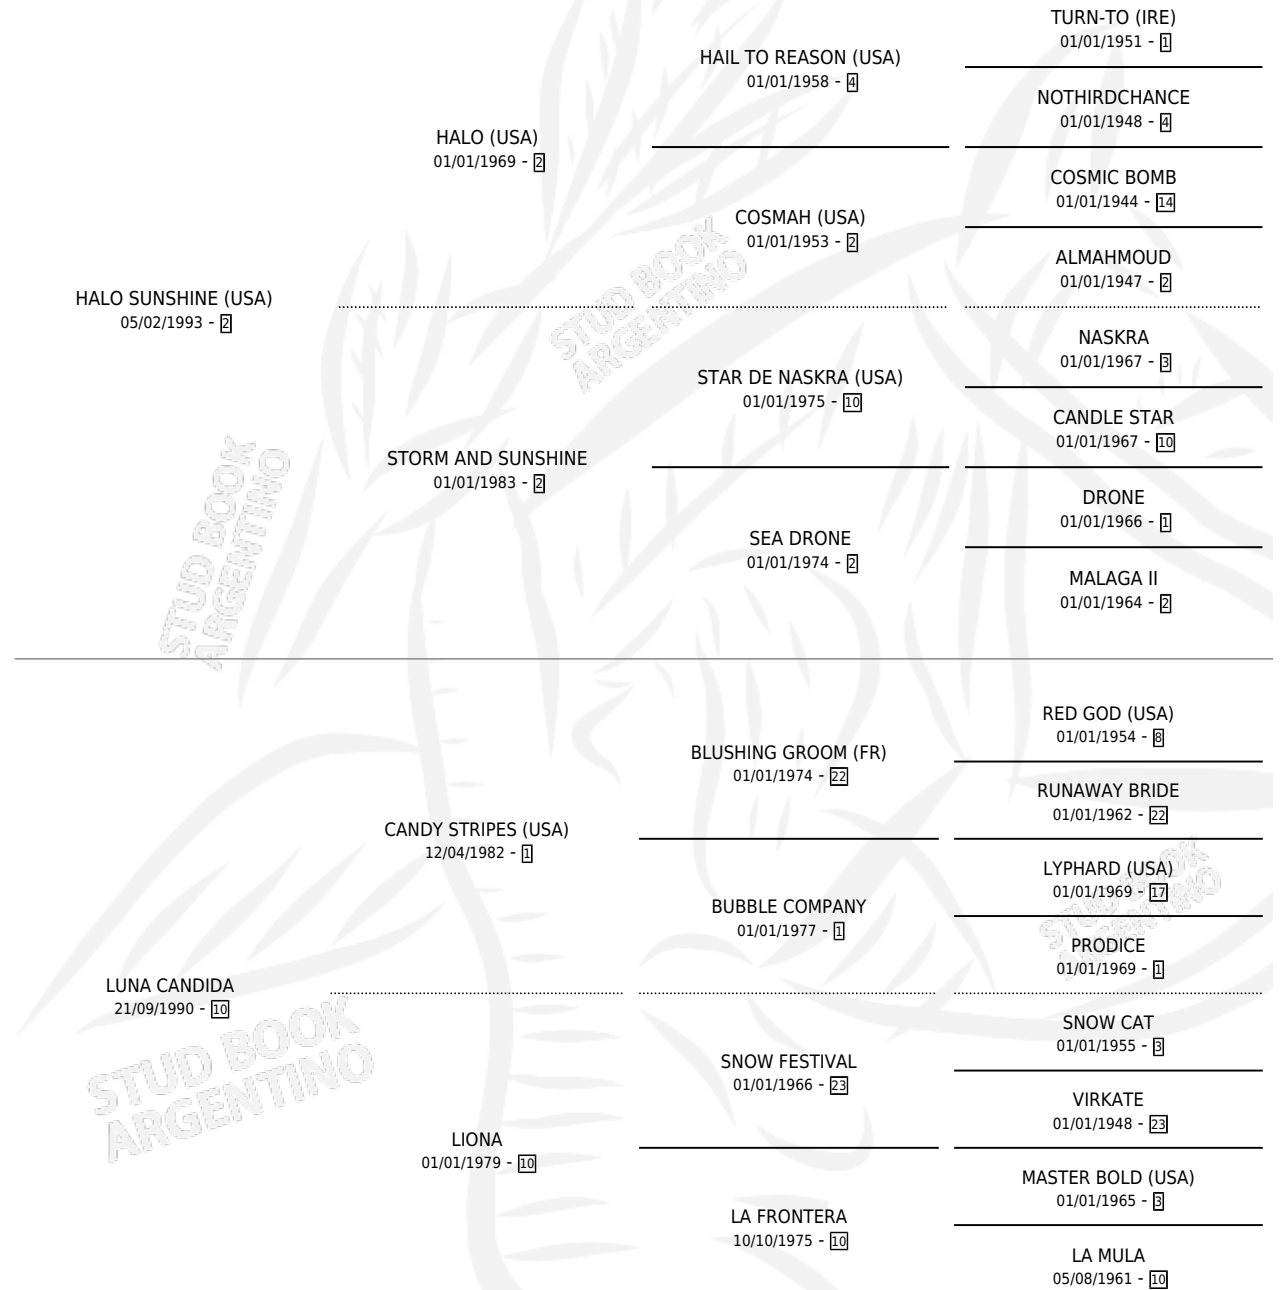 TURN-TO (IRE)
01/01/1951 - 1
HAIL TO REASON (USA)
01/01/1958 - 4
NOTHIRDCHANCE
01/01/1948 - 4
HALO (USA)
01/01/1969 - 2
COSMIC BOMB
01/01/1944 - 14
COSMAH (USA)
01/01/1953 - 2
ALMAHMOUD
01/01/1947 - 2
HALO SUNSHINE (USA)
05/02/1993 - 2
NASKRA
01/01/1967 - 3
STAR DE NASKRA (USA)
01/01/1975 - 10
CANDLE STAR
01/01/1967 - 10
STORM AND SUNSHINE
01/01/1983 - 2
DRONE
01/01/1966 - 1
SEA DRONE
01/01/1974 - 2
MALAGA II
01/01/1964 - 2
RED GOD (USA)
01/01/1954 - 8
BLUSHING GROOM (FR)
01/01/1974 - 22
RUNAWAY BRIDE
01/01/1962 - 22
CANDY STRIPES (USA)
12/04/1982 - 1
LYPHARD (USA)
01/01/1969 - 17
BUBBLE COMPANY
01/01/1977 - 1
PRODICE
01/01/1969 - 1
LUNA CANDIDA
21/09/1990 - 10
SNOW CAT
01/01/1955 - 3
SNOW FESTIVAL
01/01/1966 - 23
VIRKATE
01/01/1948 - 23
LIONA
01/01/1979 - 10
MASTER BOLD (USA)
01/01/1965 - 3
LA FRONTERA
10/10/1975 - 10
LA MULA
05/08/1961 - 10
STUD BOOK
ARGENTINO
STUD BOOK
ARGENTINO
STUD BOOK
ARGENTINO
STUD BOOK
ARGENTINO